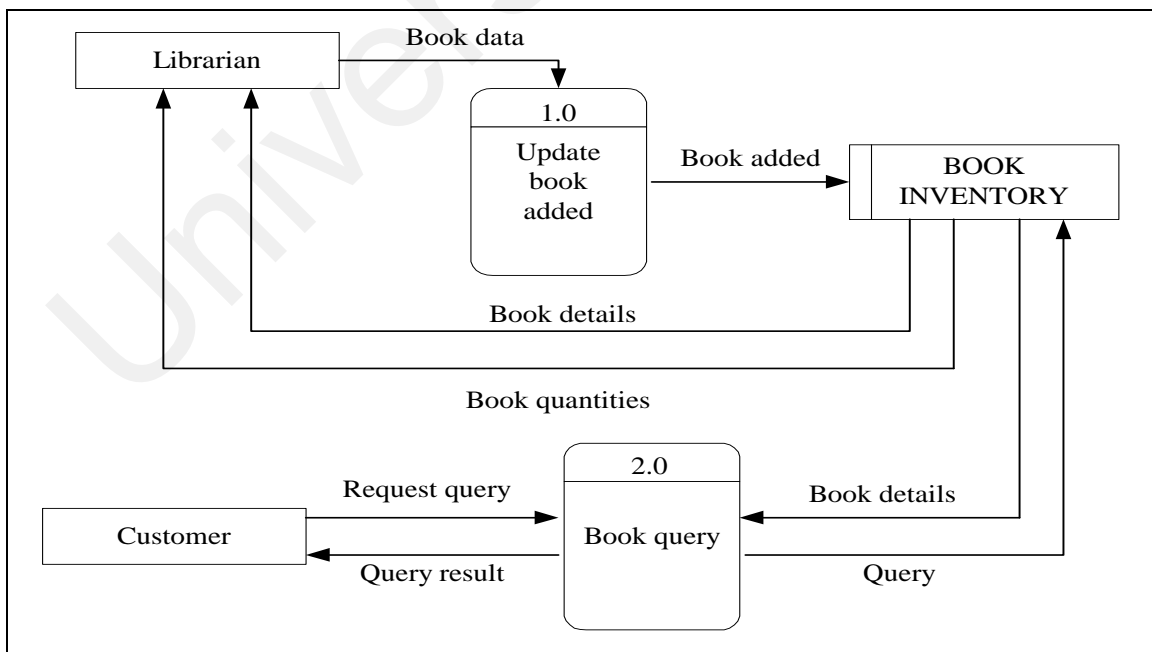 Book data
Librarian
1.0
Update
book
added
Book added
BOOK
INVENTORY
Book details
Book quantities
2.0
Request query
Book details
Customer
Book query
Query result
Query
Univers